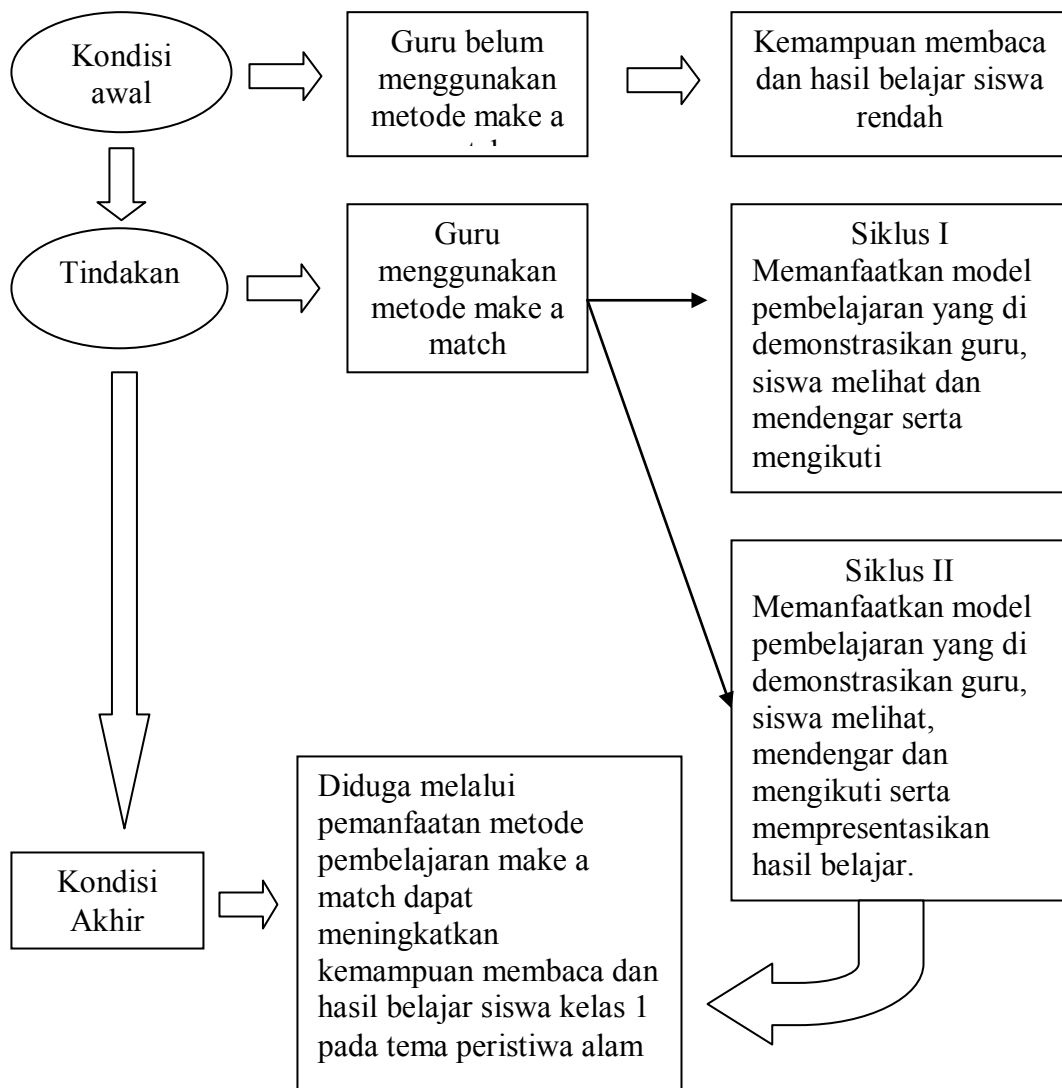 Kondisi
awal
Guru belum
menggunakan
metode make a
Kemampuan membaca
dan hasil belajar siswa
rendah
Tindakan
Guru
menggunakan
metode make a
match
Siklus I
Memanfaatkan model
pembelajaran yang di
demonstrasikan guru,
siswa melihat dan
mendengar serta
mengikuti
Siklus II
Memanfaatkan model
pembelajaran yang di
demonstrasikan guru,
siswa melihat,
mendengar dan
mengikuti serta
mempresentasikan
hasil belajar.
Kondisi
Akhir
Diduga melalui
pemanfaatan metode
pembelajaran make a
match dapat
meningkatkan
kemampuan membaca dan
hasil belajar siswa kelas 1
pada tema peristiwa alam